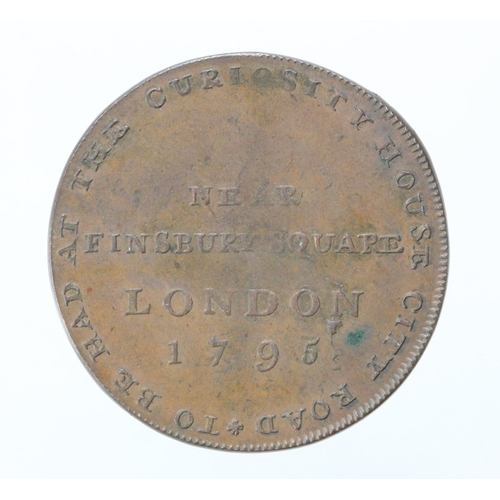 TO BE HAD AT THE CURIOSITY HOUSE CITY ROAD *
NEAR
FINSBURY SQUARE
LONDON
1795